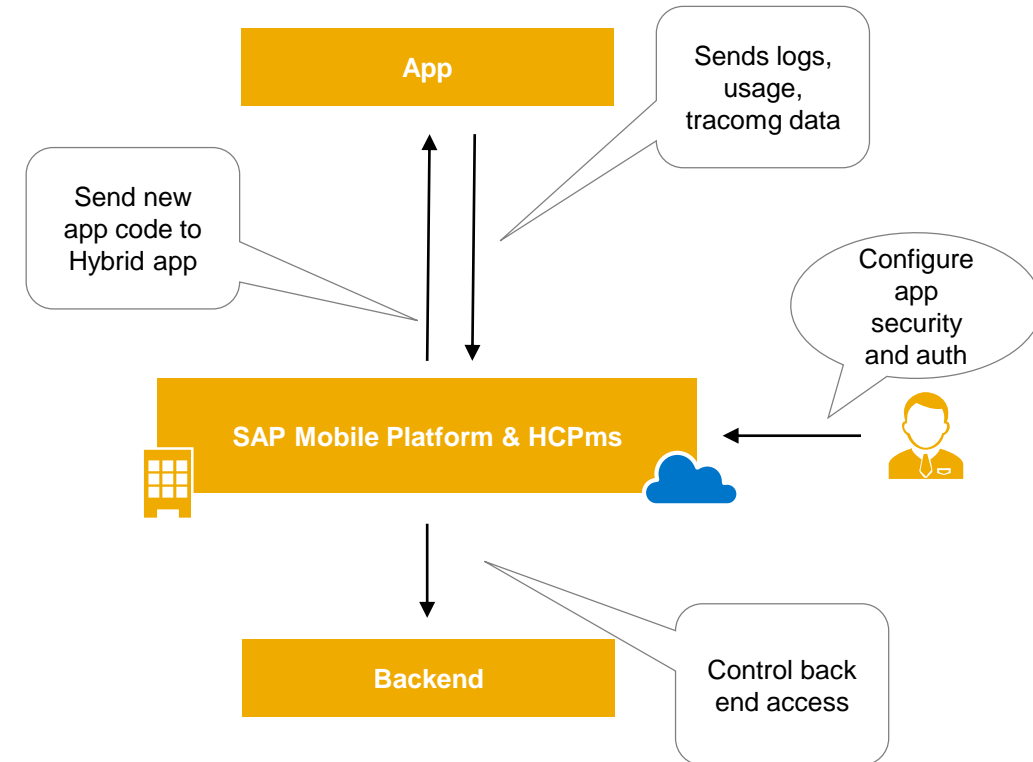 App
Sends logs,
usage,
tracomg data
Send new
app code to
Hybrid app
Configure
app
security
and auth
SAP Mobile Platform & HCPms
Backend
Control back
end access